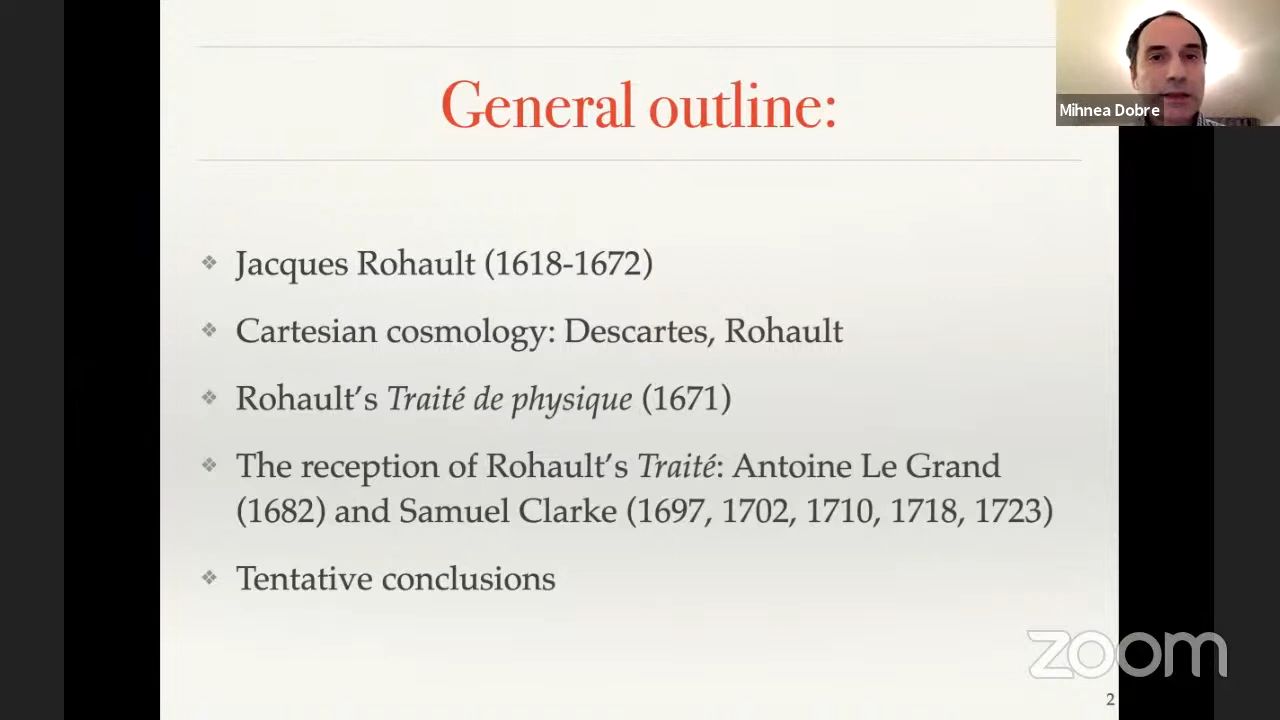 General outline:
Mihnea Dobre
❖ Jacques Rohault (1618-1672)
❖ Cartesian cosmology: Descartes, Rohault
❖ Rohault’s Traité de physique (1671)
❖ The reception of Rohault’s Traité: Antoine Le Grand
(1682) and Samuel Clarke (1697, 1702, 1710, 1718, 1723)
❖ Tentative conclusions
zoom
2